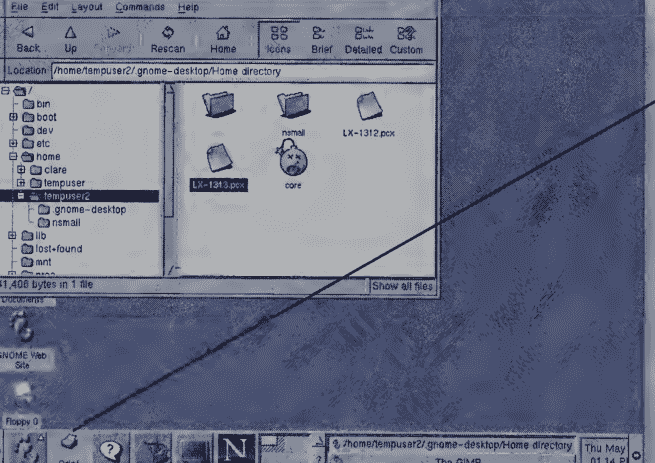 File Edit Layout Commands Help
Back Up Forward Rescan Home Icons Brief Detailed Custom
Location /home/tempuser2/.gnome-desktop/Home directory
/
bin
boot
dev
etc
home
clare
tempuser
tempuser2
.gnome-desktop
nsmail
lib
lost+found
mnt
nsmail LX-1312.pcx
LX-1313.pcx core
41,406 bytes in 1 file Show all files
Documents
GNOME Web
Site
Floppy 0
N
/home/tempuser2/.gnome-desktop/Home directory
The GIMP
Thu May